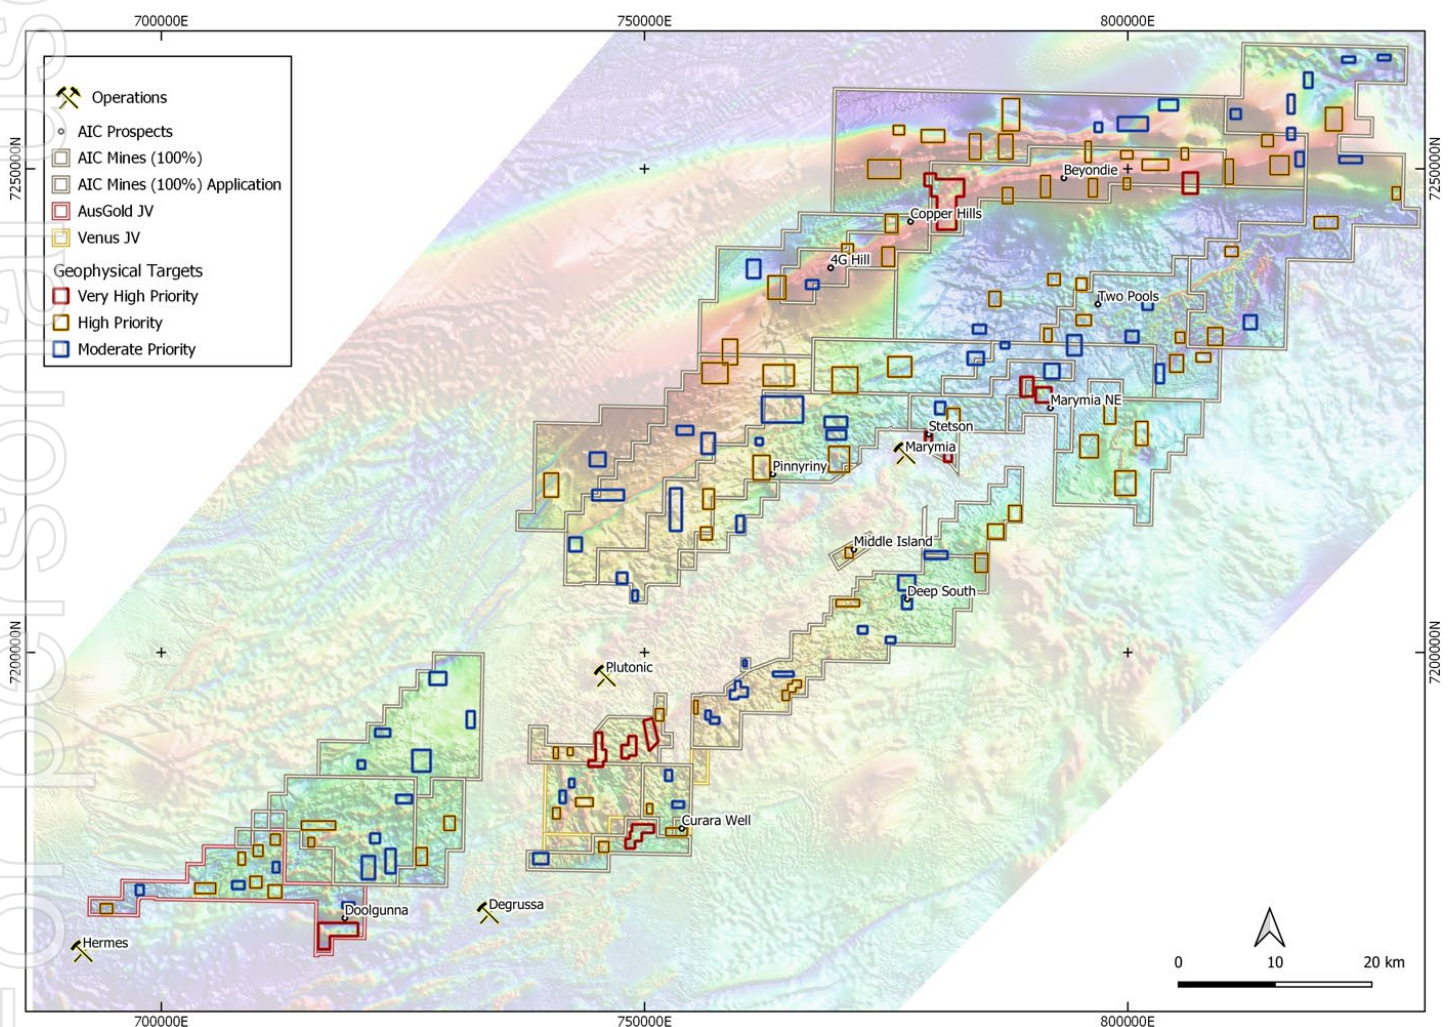 700000E 750000E 800000E
Operations
AIC Prospects
AIC Mines (100%)
AIC Mines (100%) Application
AusGold JV
Venus JV
Geophysical Targets
Very High Priority
High Priority
Moderate Priority
7250000N
7250000N
Beyondie
Copper Hills
4G Hill
Two Pools
Marymia NE
Stetson
Marymia
Pinnyriny
Middle Island
Deep South
7200000N
7200000N
Plutonic
Curara Well
Degrussa
Doolgunna
Hermes
0 10 20 km
700000E 750000E 800000E
For personal use